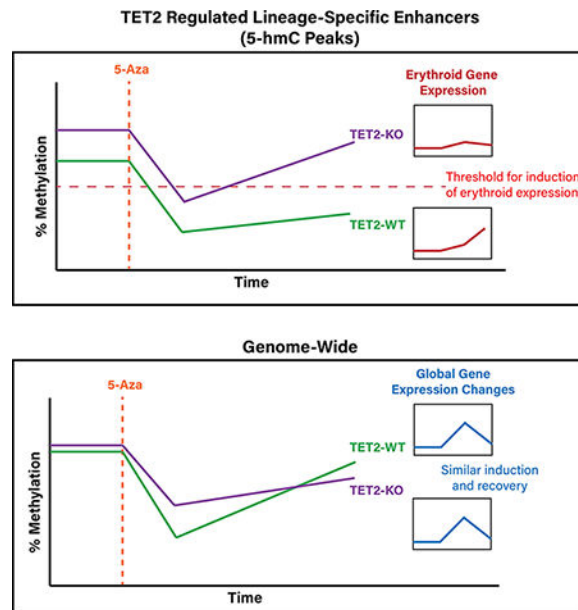 TET2 Regulated Lineage-Specific Enhancers
(5-hmC Peaks)
5-Aza
Erythroid Gene
Expression
TET2-KO
Threshold for induction
of erythroid expression
TET2-WT
% Methylation
Time
Genome-Wide
5-Aza
Global Gene
Expression Changes
TET2-WT
TET2-KO
Similar induction
and recovery
% Methylation
Time